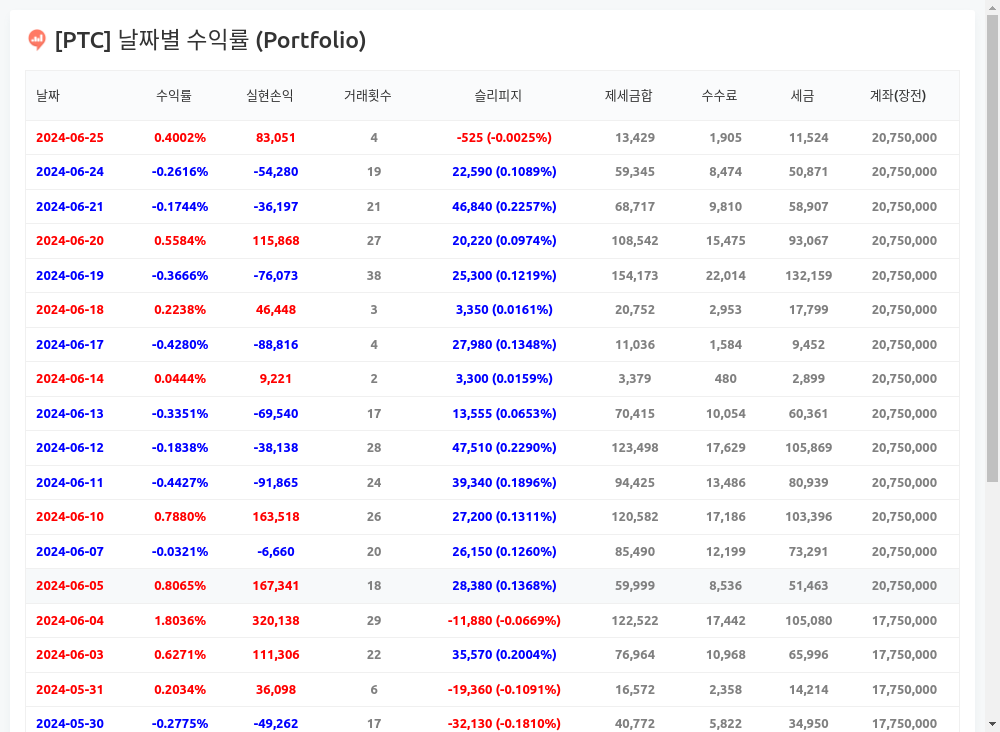 [PTC] 날짜별 수익률 (Portfolio)
날짜 수익률 실현손익 거래횟수 슬리피지 제세금합 수수료 세금 계좌(장전)
2024-06-25 0.4002% 83,051 4 -525 (-0.0025%) 13,429 1,905 11,524 20,750,000
2024-06-24 -0.2616% -54,280 19 22,590 (0.1089%) 59,345 8,474 50,871 20,750,000
2024-06-21 -0.1744% -36,197 21 46,840 (0.2257%) 68,717 9,810 58,907 20,750,000
2024-06-20 0.5584% 115,868 27 20,220 (0.0974%) 108,542 15,475 93,067 20,750,000
2024-06-19 -0.3666% -76,073 38 25,300 (0.1219%) 154,173 22,014 132,159 20,750,000
2024-06-18 0.2238% 46,448 3 3,350 (0.0161%) 20,752 2,953 17,799 20,750,000
2024-06-17 -0.4280% -88,816 4 27,980 (0.1348%) 11,036 1,584 9,452 20,750,000
2024-06-14 0.0444% 9,221 2 3,300 (0.0159%) 3,379 480 2,899 20,750,000
2024-06-13 -0.3351% -69,540 17 13,555 (0.0653%) 70,415 10,054 60,361 20,750,000
2024-06-12 -0.1838% -38,138 28 47,510 (0.2290%) 123,498 17,629 105,869 20,750,000
2024-06-11 -0.4427% -91,865 24 39,340 (0.1896%) 94,425 13,486 80,939 20,750,000
2024-06-10 0.7880% 163,518 26 27,200 (0.1311%) 120,582 17,186 103,396 20,750,000
2024-06-07 -0.0321% -6,660 20 26,150 (0.1260%) 85,490 12,199 73,291 20,750,000
2024-06-05 0.8065% 167,341 18 28,380 (0.1368%) 59,999 8,536 51,463 20,750,000
2024-06-04 1.8036% 320,138 29 -11,880 (-0.0669%) 122,522 17,442 105,080 17,750,000
2024-06-03 0.6271% 111,306 22 35,570 (0.2004%) 76,964 10,968 65,996 17,750,000
2024-05-31 0.2034% 36,098 6 -19,360 (-0.1091%) 16,572 2,358 14,214 17,750,000
2024-05-30 -0.2775% -49,262 17 -32,130 (-0.1810%) 40,772 5,822 34,950 17,750,000